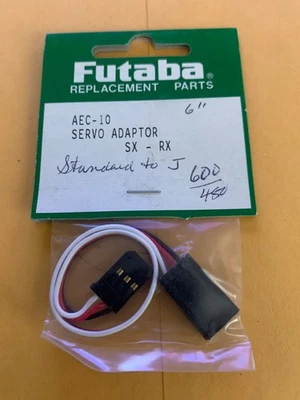 Futaba
REPLACEMENT PARTS
6"
AEC-10
SERVO ADAPTOR
SX - RX
Standard to J
600
480